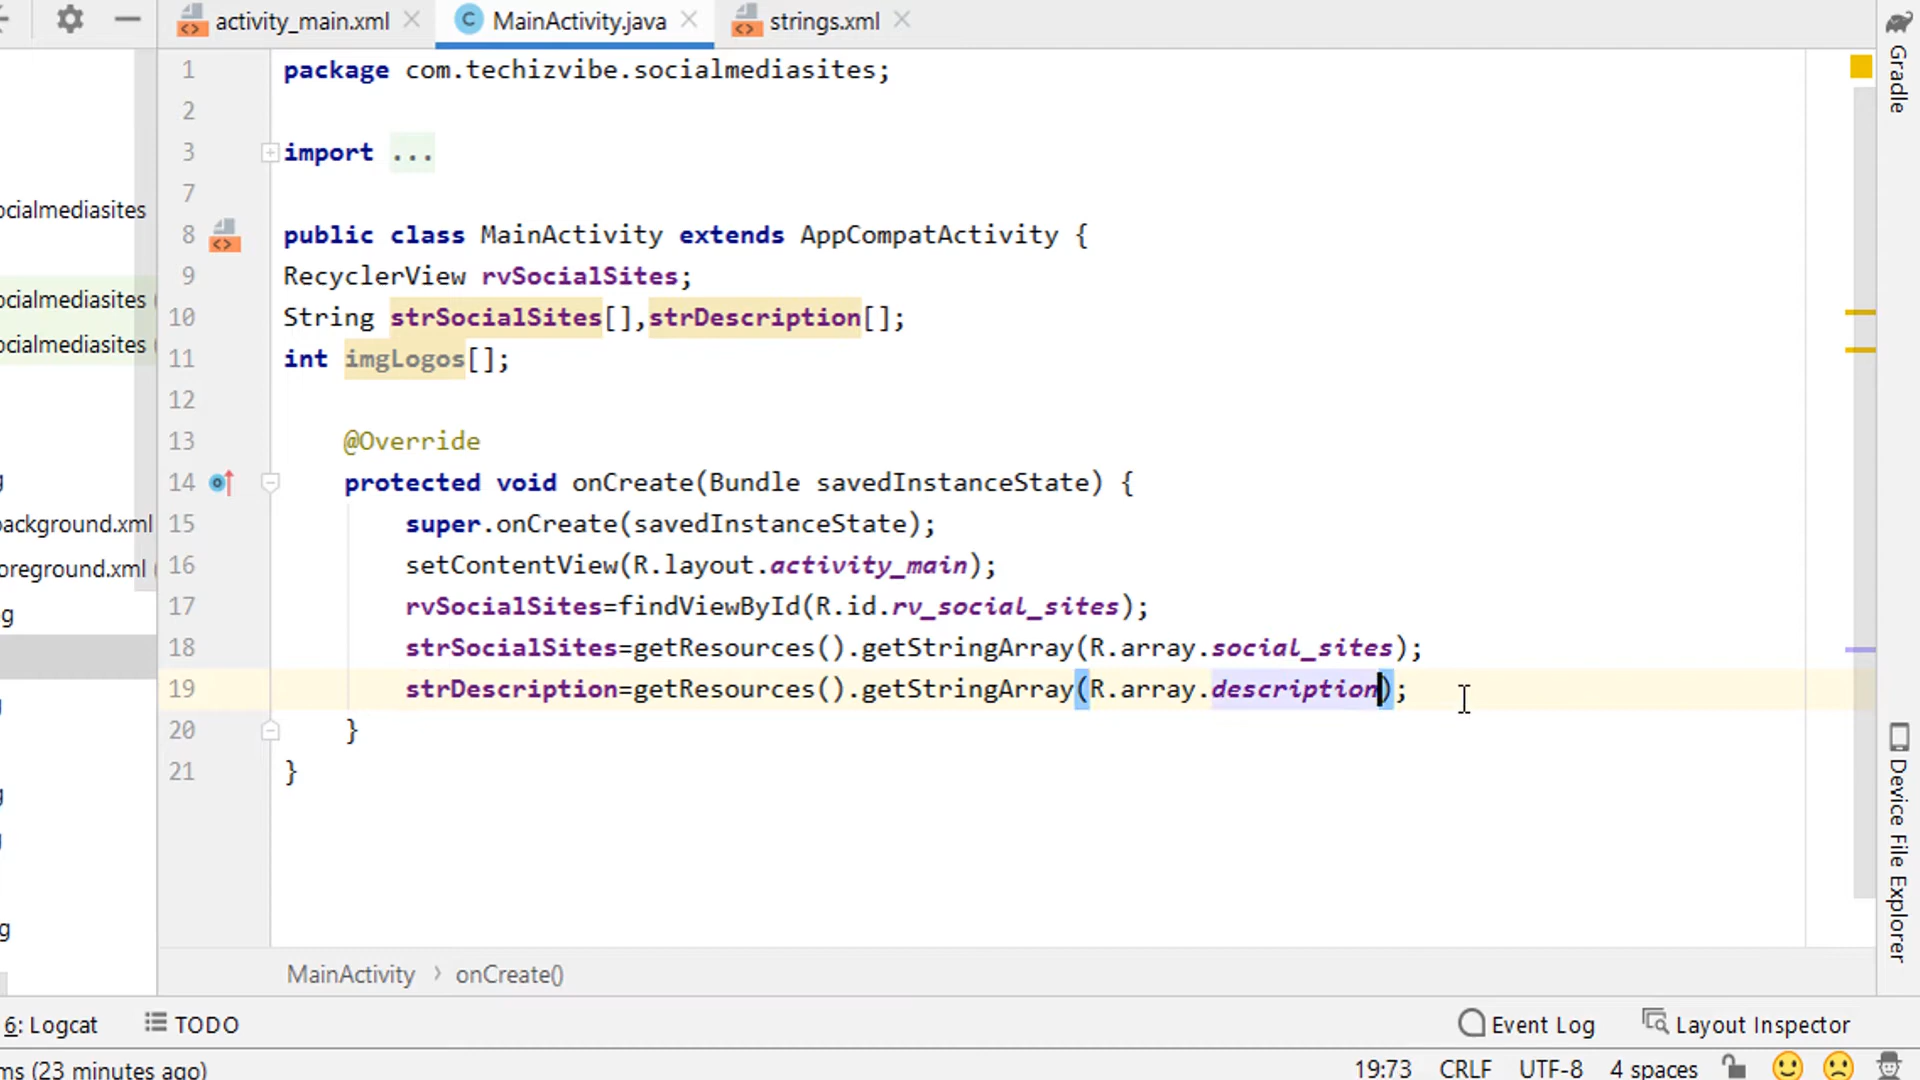 activity_main.xml
MainActivity.java
strings.xml
Gradle
1 package com.techizvibe.socialmediasites;
2
3 import ...
7
8 public class MainActivity extends AppCompatActivity {
9 RecyclerView rvSocialSites;
10 String strSocialSites[],strDescription[];
11 int imgLogos[];
12
13 @Override
14 protected void onCreate(Bundle savedInstanceState) {
15 super.onCreate(savedInstanceState);
16 setContentView(R.layout.activity_main);
17 rvSocialSites=findViewById(R.id.rv_social_sites);
18 strSocialSites=getResources().getStringArray(R.array.social_sites);
19 strDescription=getResources().getStringArray(R.array.description);
20 }
21 }
ocialmediasites
ocialmediasites (
ocialmediasites (
background.xml
oreground.xml (
g
Device File Explorer
MainActivity › onCreate()
6: Logcat
TODO
Event Log
Layout Inspector
ms (23 minutes ago)
19:73
CRLF
UTF-8
4 spaces